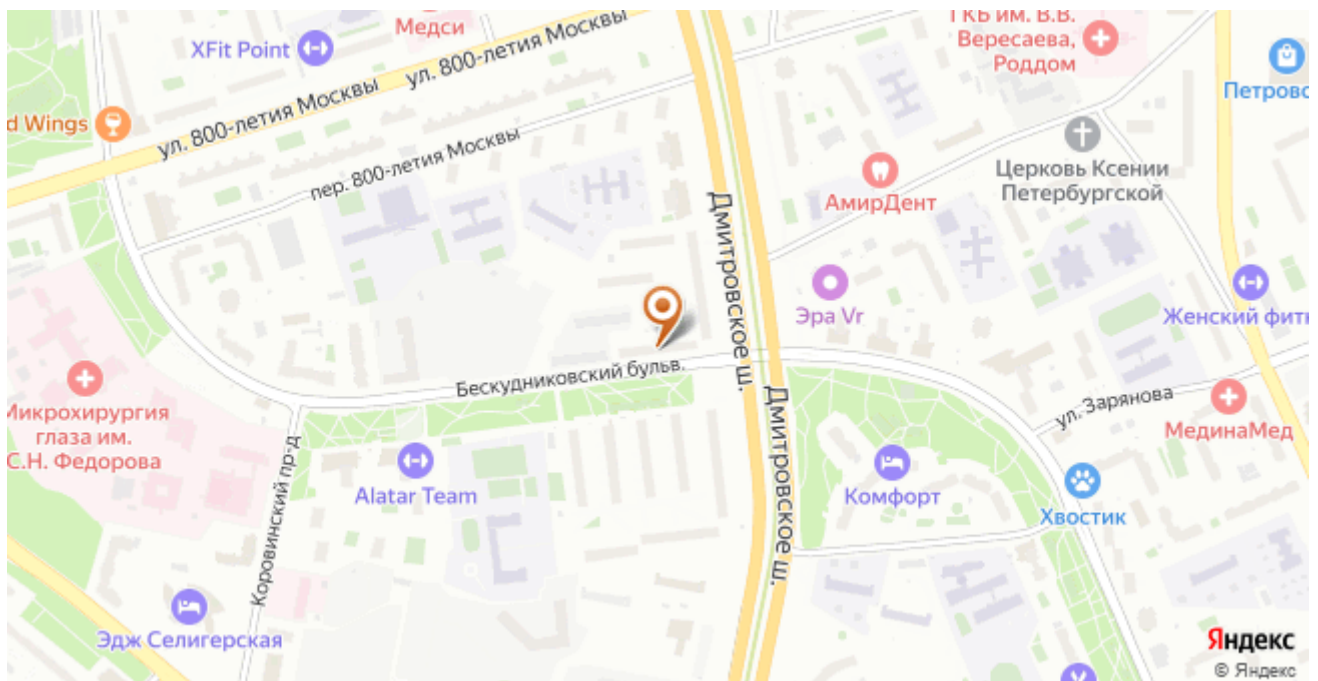 Медси
XFit Point
ул. 800-летия Москвы
ул. 800-летия Москвы
ГКБ им. В.В.
Вересаева,
Роддом
Петровс
d Wings
пер. 800-летия Москвы
Церковь Ксении
Петербургской
АмирДент
Дмитровское ш.
Эра Vr
Женский фитн
Бескудниковский бульв.
Дмитровское ш.
ул. Зарянова
МединаМед
Микрохирургия
глаза им.
С.Н. Федорова
Коровинский пр-д
Alatar Team
Комфорт
Хвостик
Эдж Селигерская
Яндекс
© Яндекс